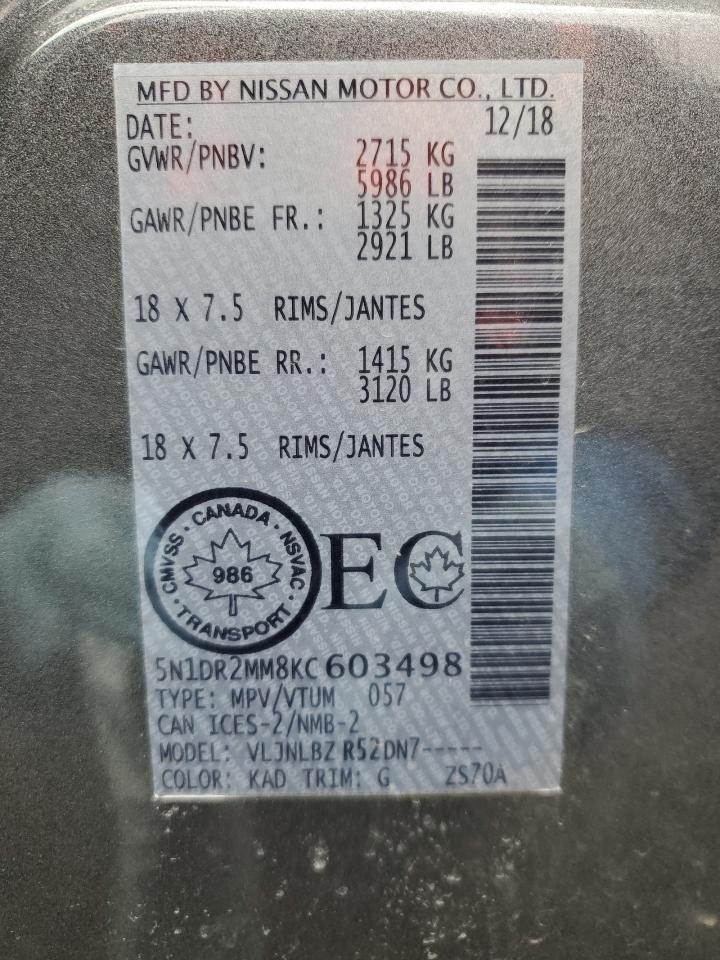 MFD BY NISSAN MOTOR CO., LTD.
DATE: 12/18
GVWR/PNBV: 2715 KG
5986 LB
GAWR/PNBE FR.: 1325 KG
2921 LB
18 X 7.5 RIMS/JANTES
GAWR/PNBE RR.: 1415 KG
3120 LB
18 X 7.5 RIMS/JANTES
CMVSS · CANADA · NSVAC · TRANSPORT ·
986
EC
5N1DR2MM8KC603498
TYPE: MPV/VTUM 057
CAN ICES-2/NMB-2
MODEL: VLJNLBZ R52DN7-----
COLOR: KAD TRIM: G ZS70A